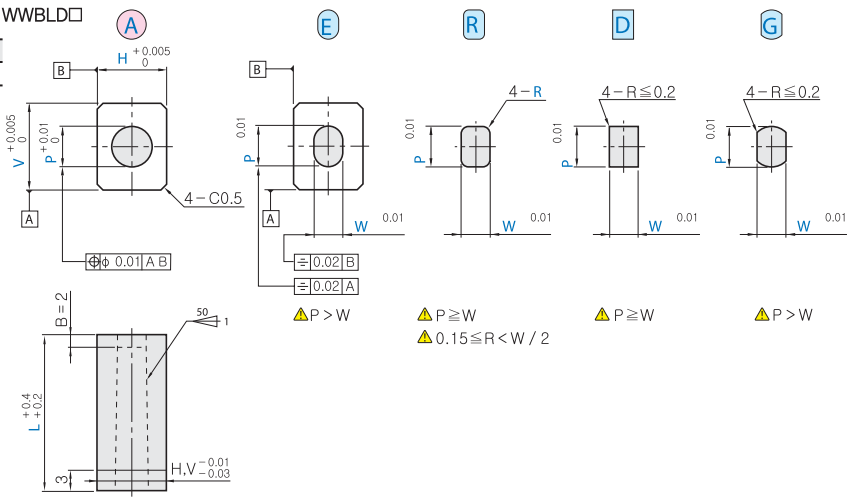 WWBLD□
A
E
R
D
G
H +0.005 0
B
V +0.005 0
P +0.01 0
A
4-C0.5
⌖ ϕ 0.01 A B
B
P 0.01
A
W 0.01
⌯ 0.02 B
⌯ 0.02 A
P>W
4-R
P 0.01
W 0.01
P≧W
0.15≦R<W/2
4-R≦0.2
P 0.01
W 0.01
P≧W
4-R≦0.2
P 0.01
W 0.01
P>W
B=2
50
1
L +0.4 +0.2
3
H,V -0.01 -0.03